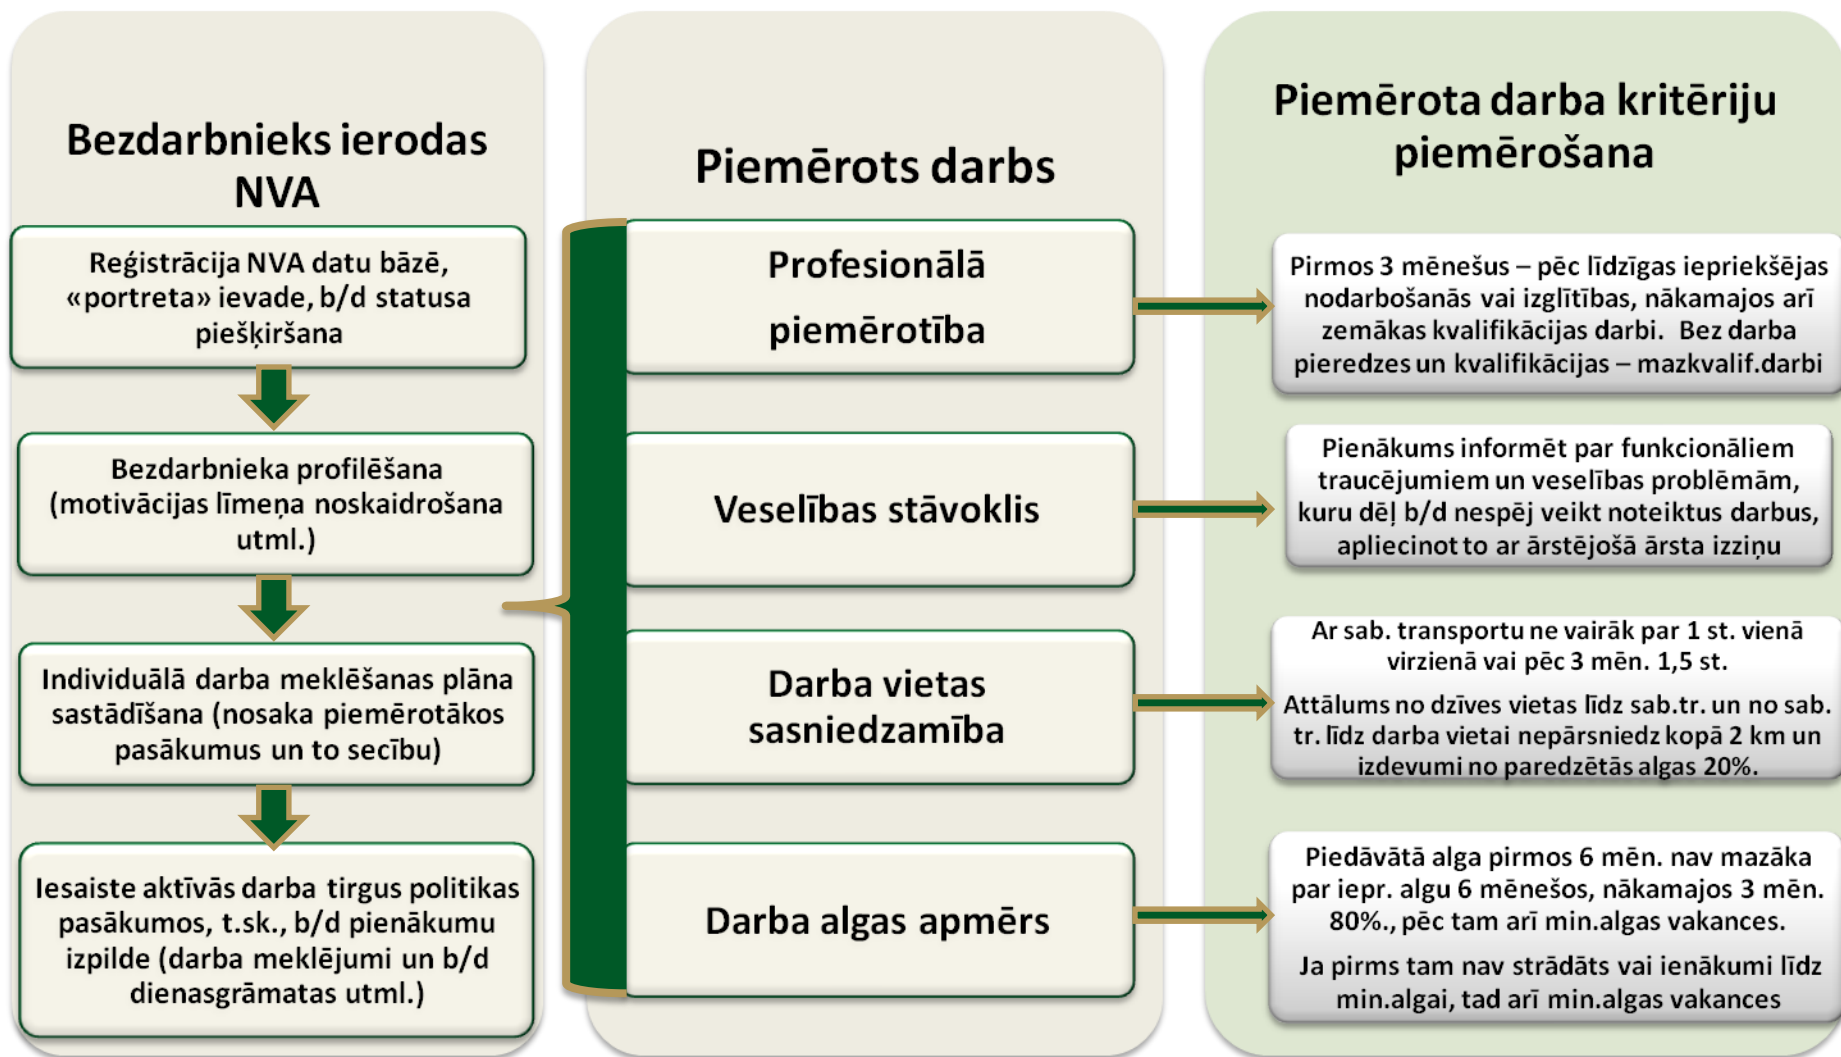 Bezdarbnieks ierodas
NVA
Reģistrācija NVA datu bāzē,
«portreta» ievade, b/d statusa
piešķiršana
Bezdarbnieka profilēšana
(motivācijas līmeņa noskaidrošana
utml.)
Individuālā darba meklēšanas plāna
sastādīšana (nosaka piemērotākos
pasākumus un to secību)
Iesaiste aktīvās darba tirgus politikas
pasākumos, t.sk., b/d pienākumu
izpilde (darba meklējumi un b/d
dienasgrāmatas utml.)
Piemērots darbs
Profesionālā
piemērotība
Veselības stāvoklis
Darba vietas
sasniedzamība
Darba algas apmērs
Piemērota darba kritēriju
piemērošana
Pirmos 3 mēnešus – pēc līdzīgas iepriekšējas
nodarbošanās vai izglītības, nākamajos arī
zemākas kvalifikācijas darbi. Bez darba
pieredzes un kvalifikācijas – mazkvalif.darbi
Pienākums informēt par funkcionāliem
traucējumiem un veselības problēmām,
kuru dēļ b/d nespēj veikt noteiktus darbus,
apliecinot to ar ārstējošā ārsta izziņu
Ar sab. transportu ne vairāk par 1 st. vienā
virzienā vai pēc 3 mēn. 1,5 st.
Attālums no dzīves vietas līdz sab.tr. un no sab.
tr. līdz darba vietai nepārsniedz kopā 2 km un
izdevumi no paredzētās algas 20%.
Piedāvātā alga pirmos 6 mēn. nav mazāka
par iepr. algu 6 mēnešos, nākamajos 3 mēn.
80%., pēc tam arī min.algas vakances.
Ja pirms tam nav strādāts vai ienākumi līdz
min.algai, tad arī min.algas vakances